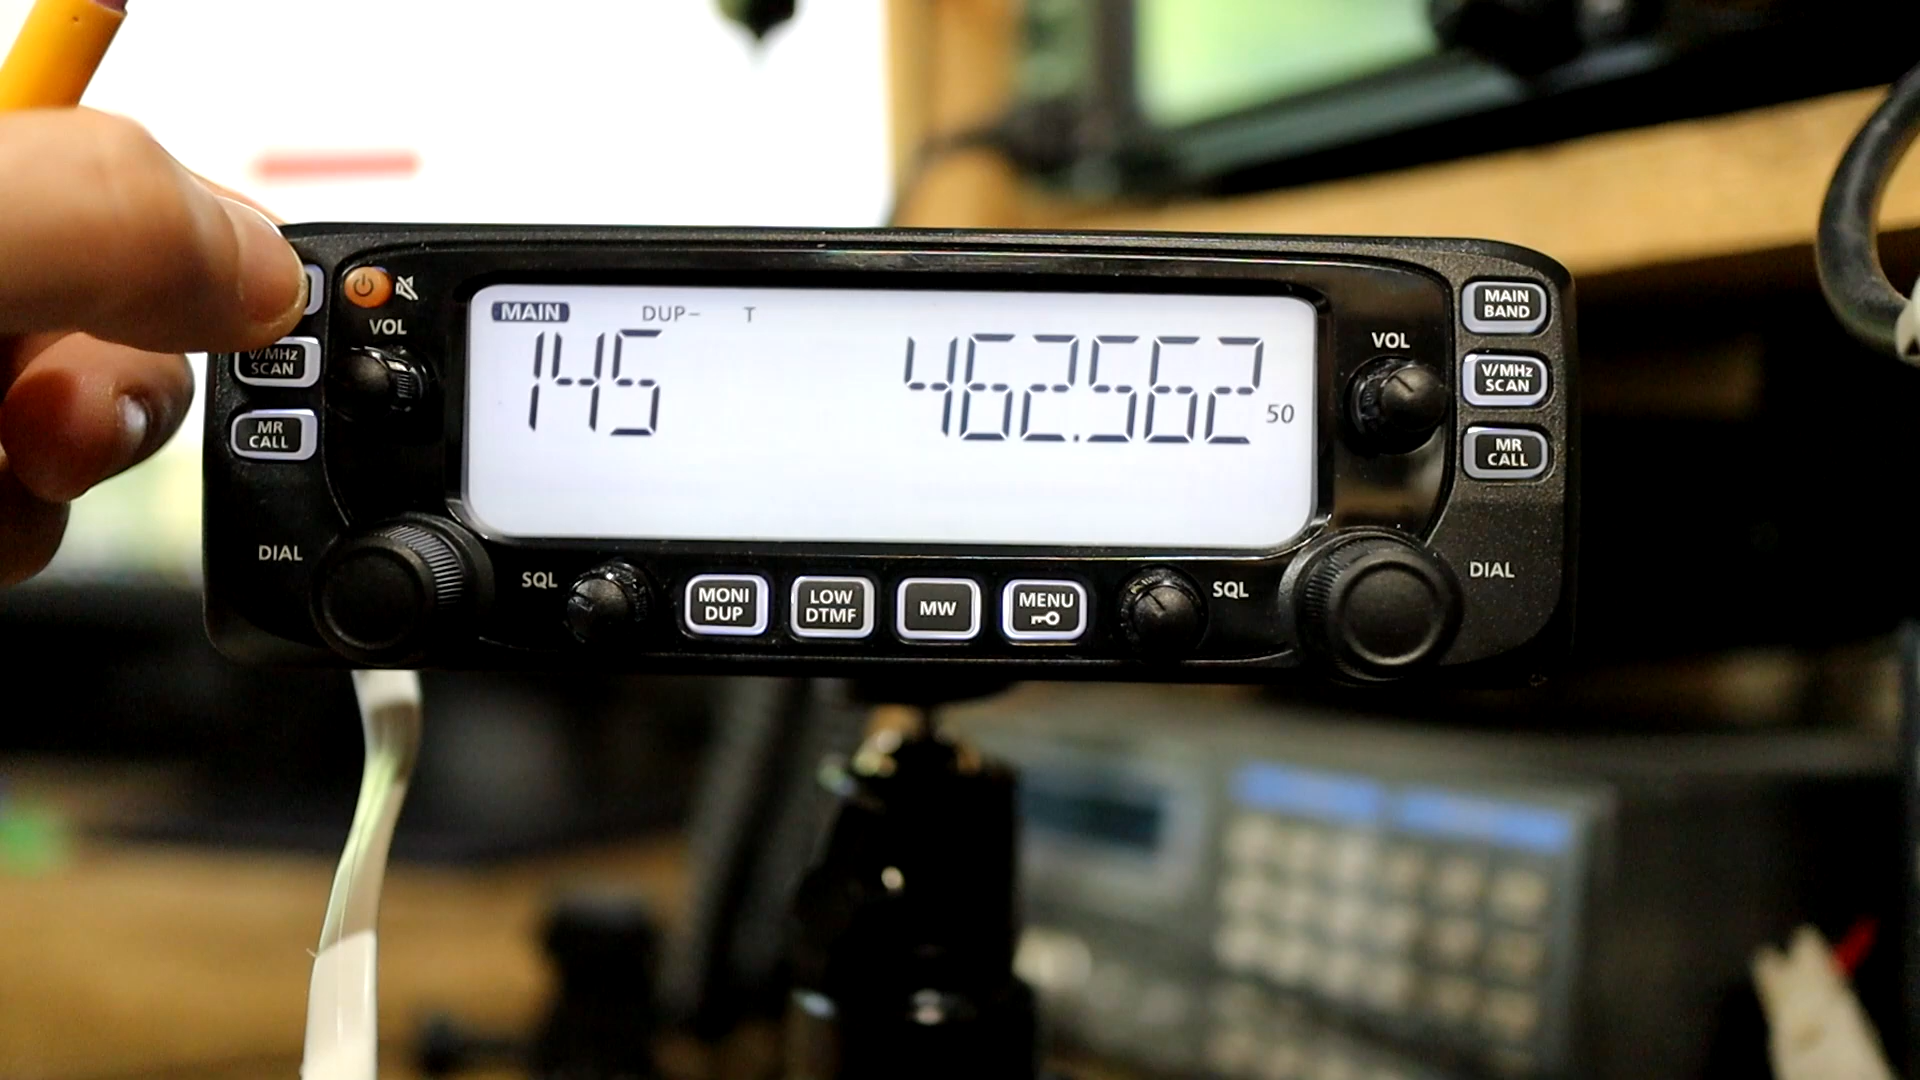 MAIN DUP– T
145 462.562 50
VOL
V/MHz
SCAN
MR
CALL
DIAL
SQL
MONI
DUP
LOW
DTMF
MW
MENU
SQL
VOL
MAIN
BAND
V/MHz
SCAN
MR
CALL
DIAL